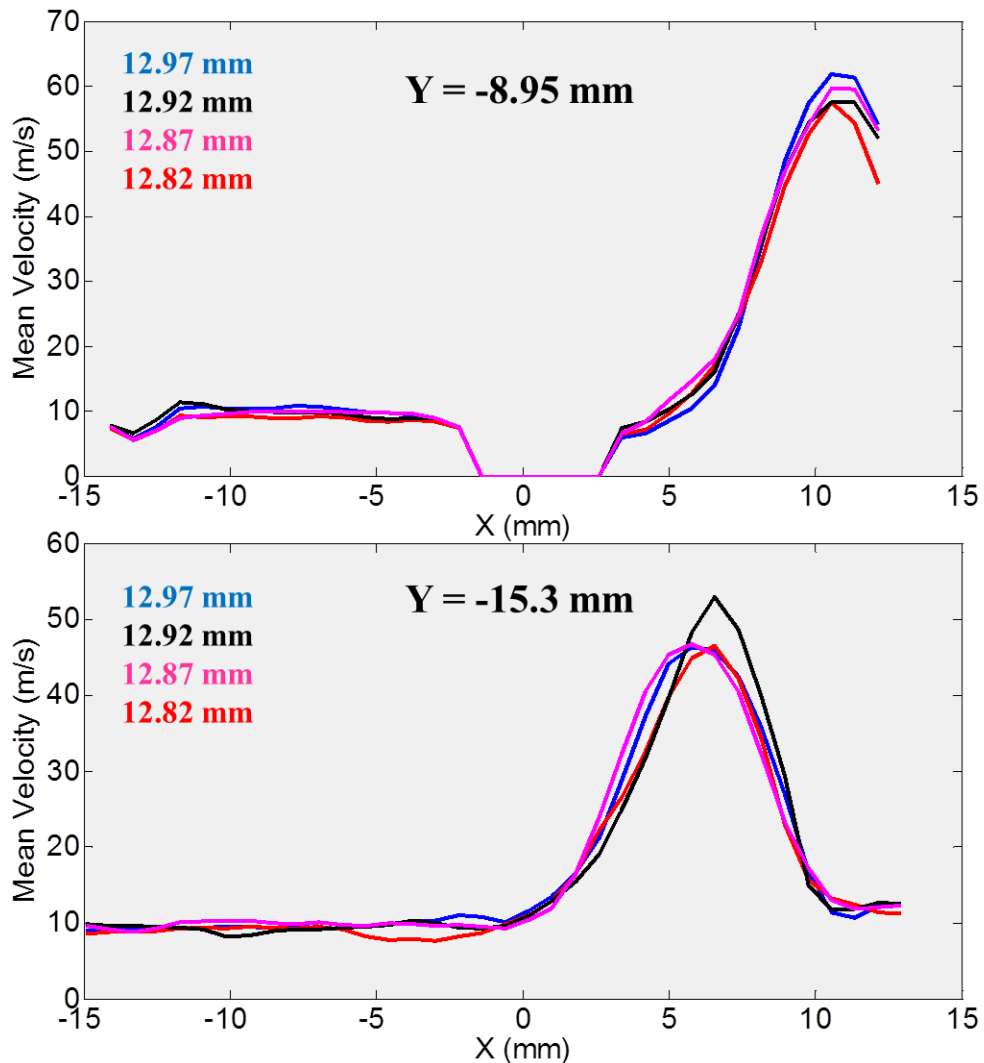 70
60
50
40
30
20
10
0
Mean Velocity (m/s)
12.97 mm
12.92 mm
12.87 mm
12.82 mm
Y = -8.95 mm
-15 -10 -5 0 5 10 15
X (mm)
60
50
40
30
20
10
0
Mean Velocity (m/s)
12.97 mm
12.92 mm
12.87 mm
12.82 mm
Y = -15.3 mm
-15 -10 -5 0 5 10 15
X (mm)